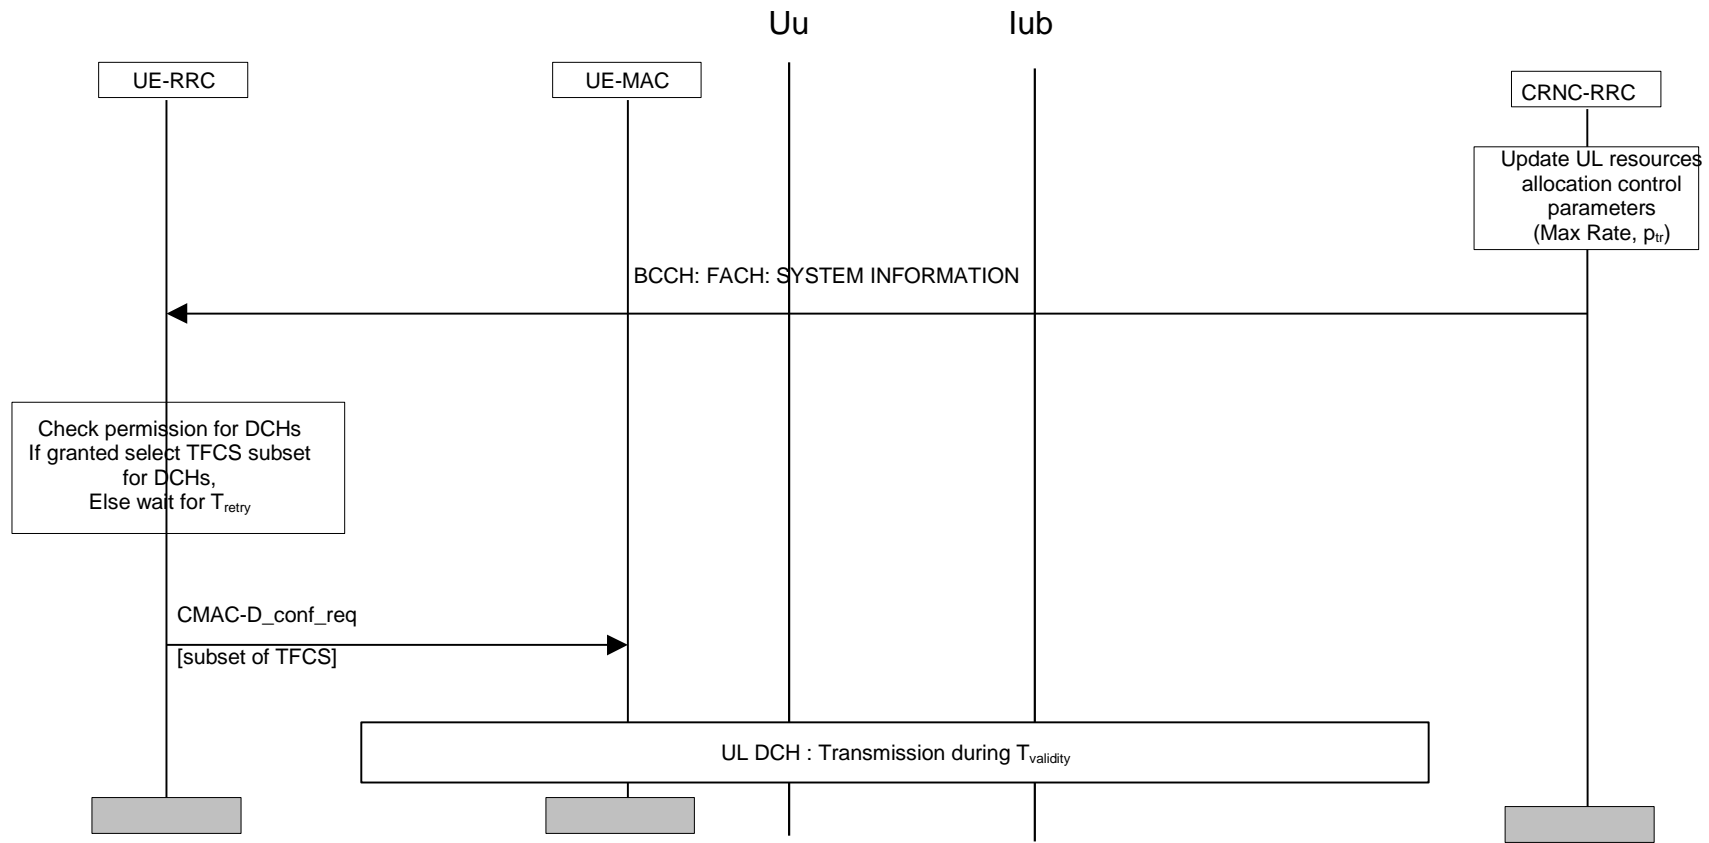 Uu
Iub
UE-RRC
UE-MAC
CRNC-RRC
Update UL resources
allocation control
parameters
(Max Rate, ptr)
BCCH: FACH: SYSTEM INFORMATION
Check permission for DCHs
If granted select TFCS subset
for DCHs,
Else wait for Tretry
CMAC-D_conf_req
[subset of TFCS]
UL DCH : Transmission during Tvalidity